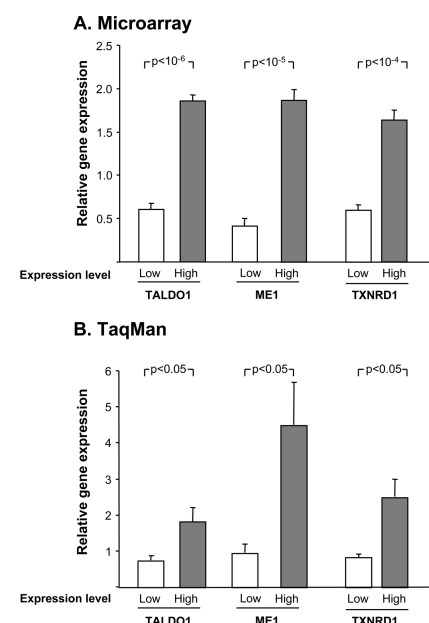 A. Microarray
Relative gene expression
2.5
2.0
1.5
1.0
0.5
p<10-6
p<10-5
p<10-4
Expression level Low High Low High Low High
TALDO1 ME1 TXNRD1
B. TaqMan
Relative gene expression
6
5
4
3
2
1
p<0.05
p<0.05
p<0.05
Expression level Low High Low High Low High
TALDO1 ME1 TXNRD1